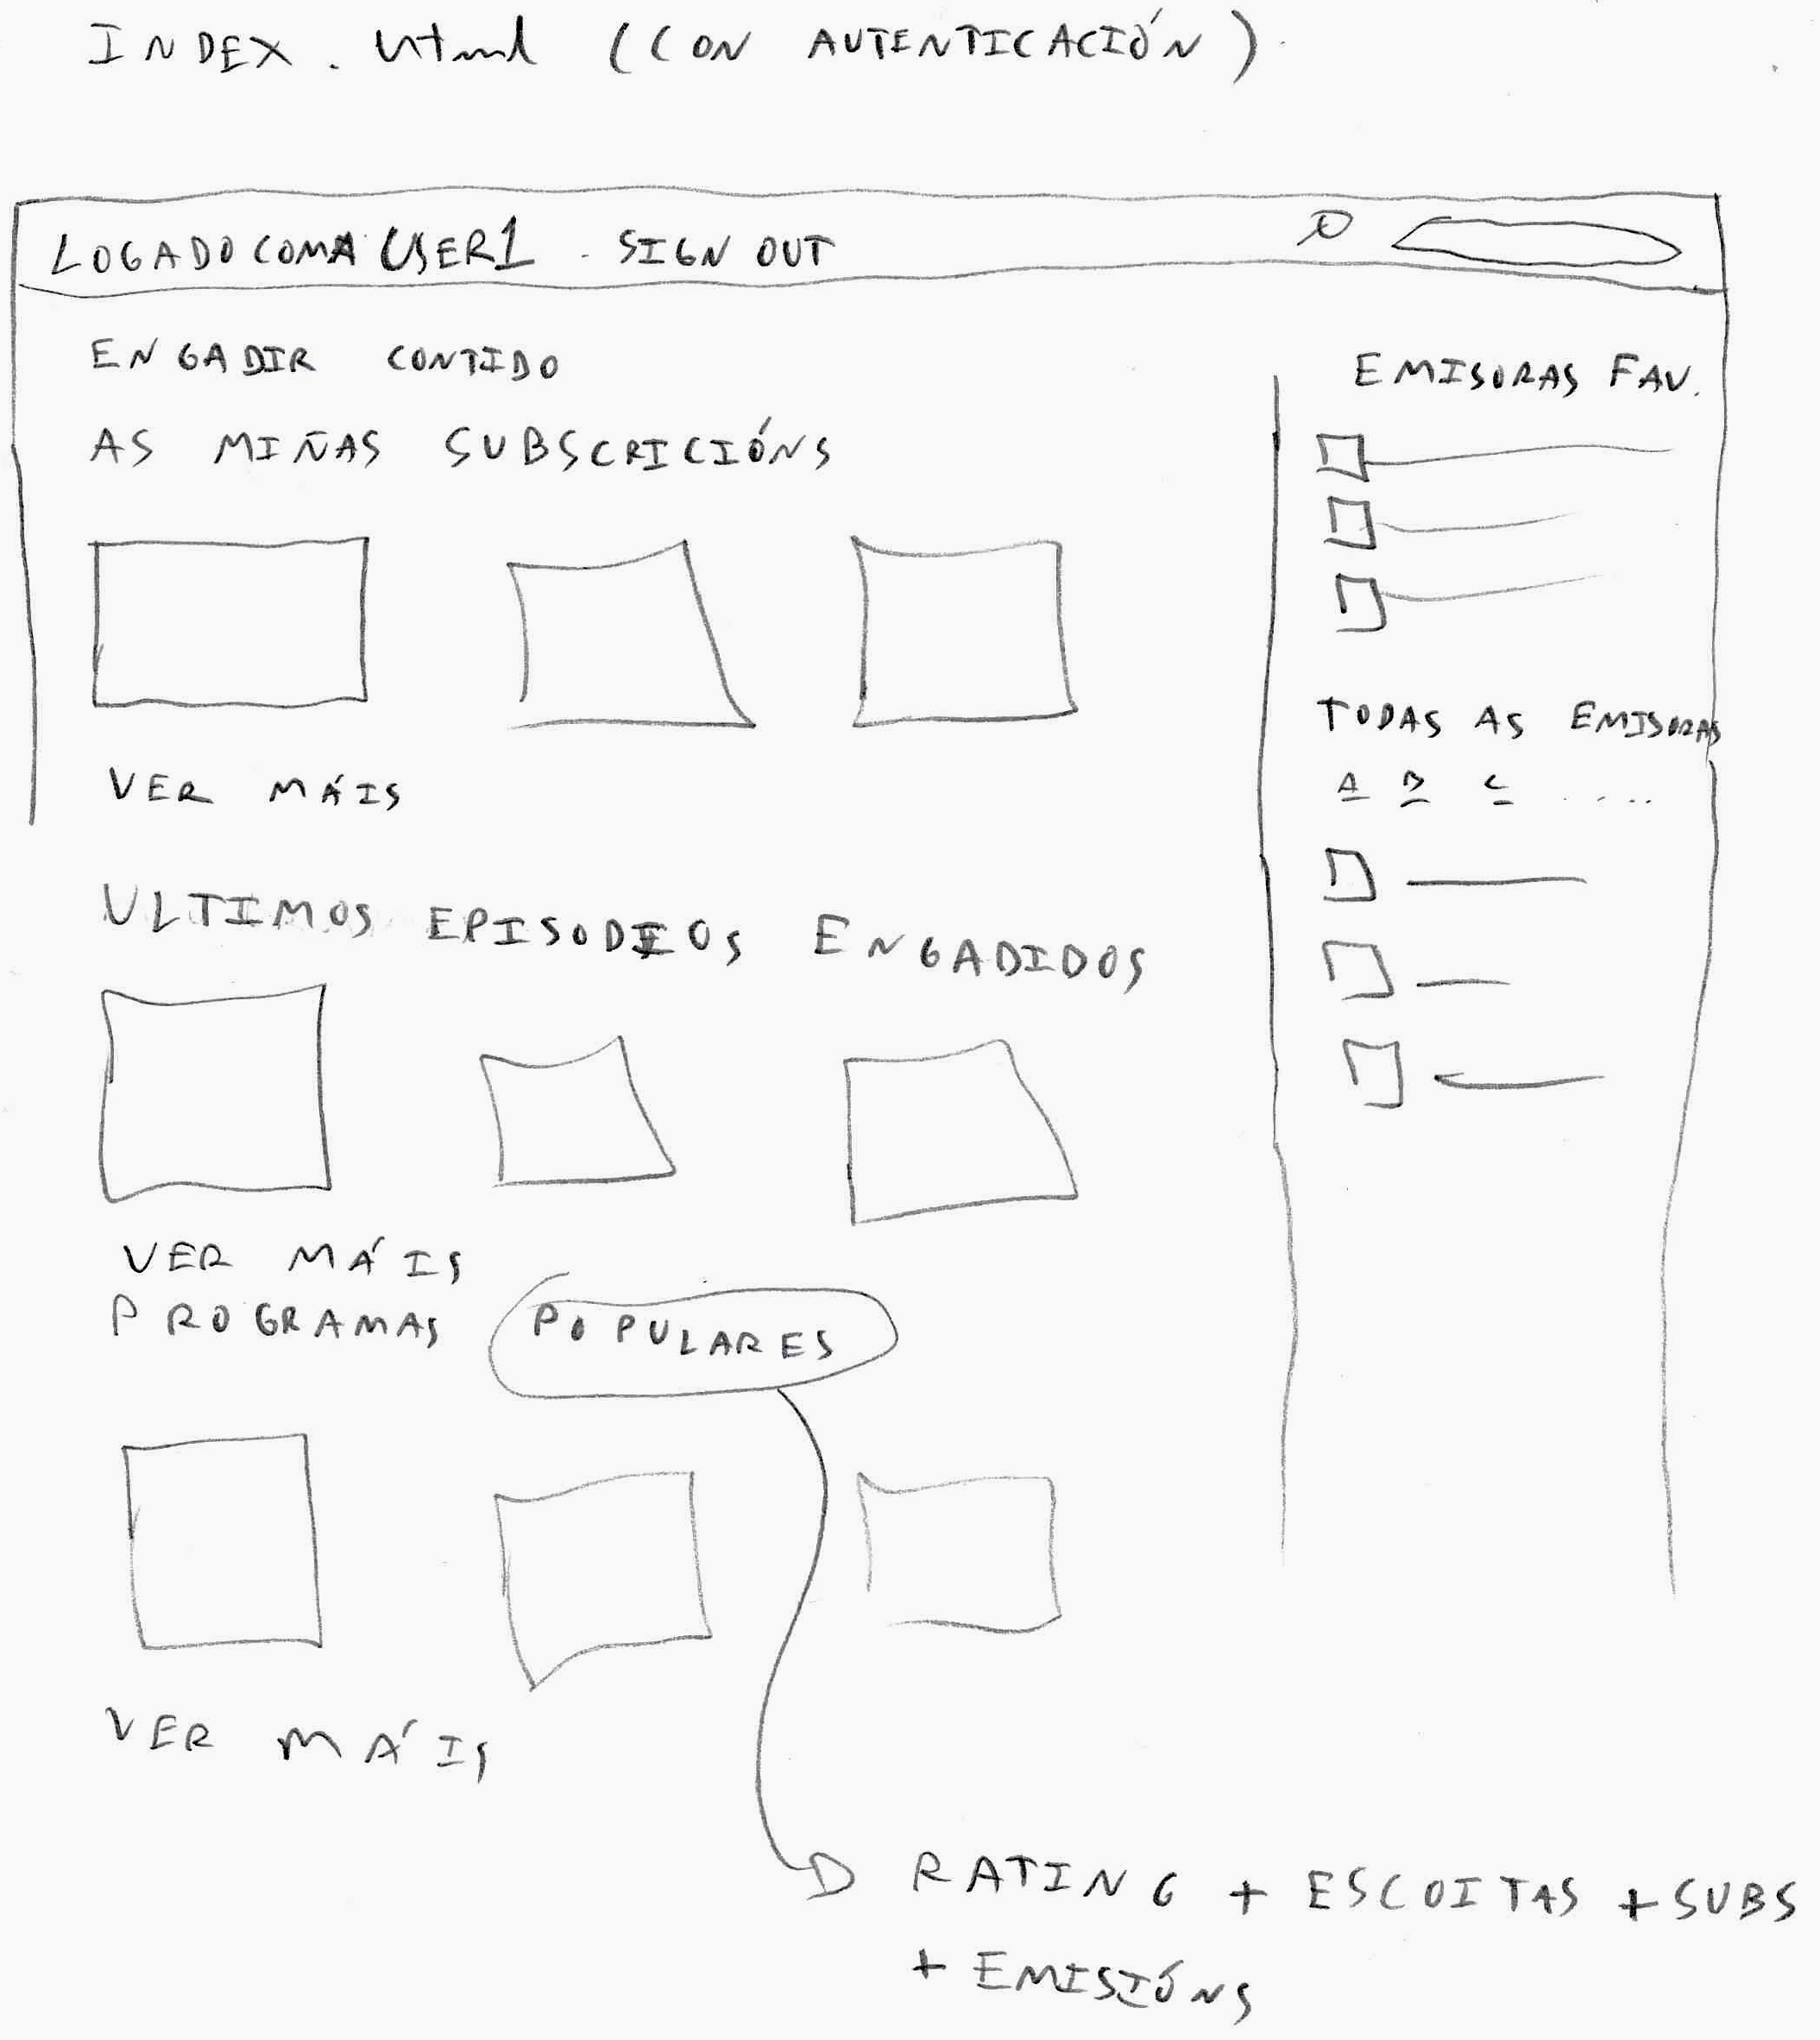 INDEX.html (CON AUTENTICACIÓN)
LOGADO COMA USER1 - SIGN OUT
ENGADIR CONTIDO
AS MIÑAS SUBSCRICIÓNS
VER MÁIS
ULTIMOS EPISODIOS ENGADIDOS
VER MÁIS
PROGRAMAS POPULARES
VER MÁIS
RATING + ESCOITAS + SUBS
+ EMISIÓNS
EMISORAS FAV.
TODAS AS EMISORAS
A B C .....